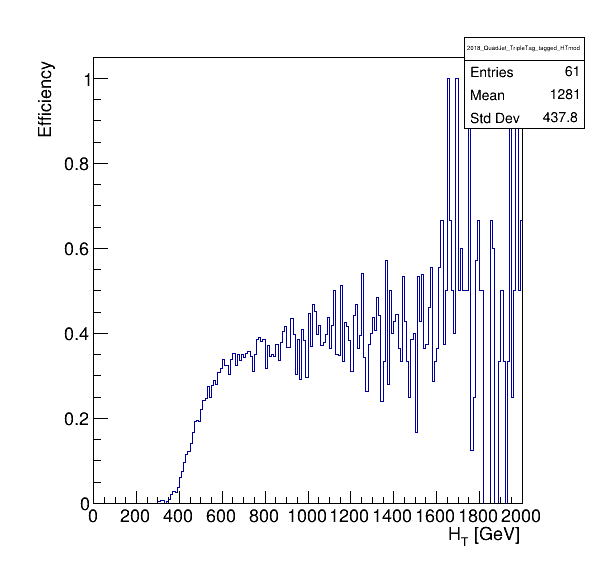 2018_QuadJet_TripleTag_tagged_HTmod
Entries 61
Mean 1281
Std Dev 437.8
Efficiency
1
0.8
0.6
0.4
0.2
0
0 200 400 600 800 1000 1200 1400 1600 1800 2000
H_T [GeV]